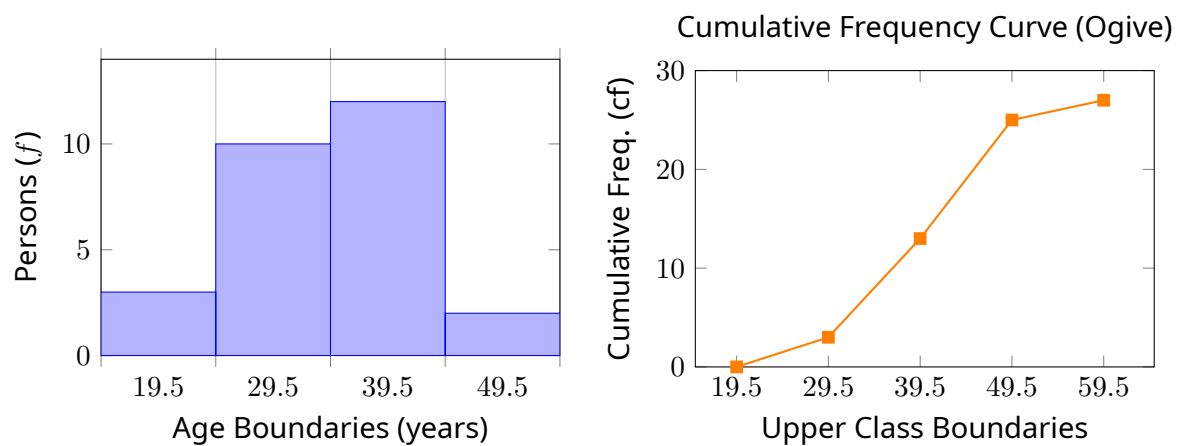 Persons (f)
10
5
0
19.5 29.5 39.5 49.5
Age Boundaries (years)
Cumulative Frequency Curve (Ogive)
Cumulative Freq. (cf)
30
20
10
0
19.5 29.5 39.5 49.5 59.5
Upper Class Boundaries